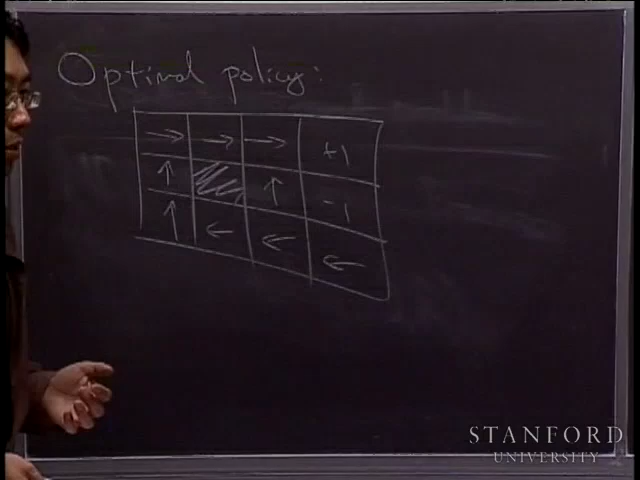 Optimal policy:
→ → → +1
↑ ↑ -1
↑ ← ← ←
STANFORD
UNIVERSITY